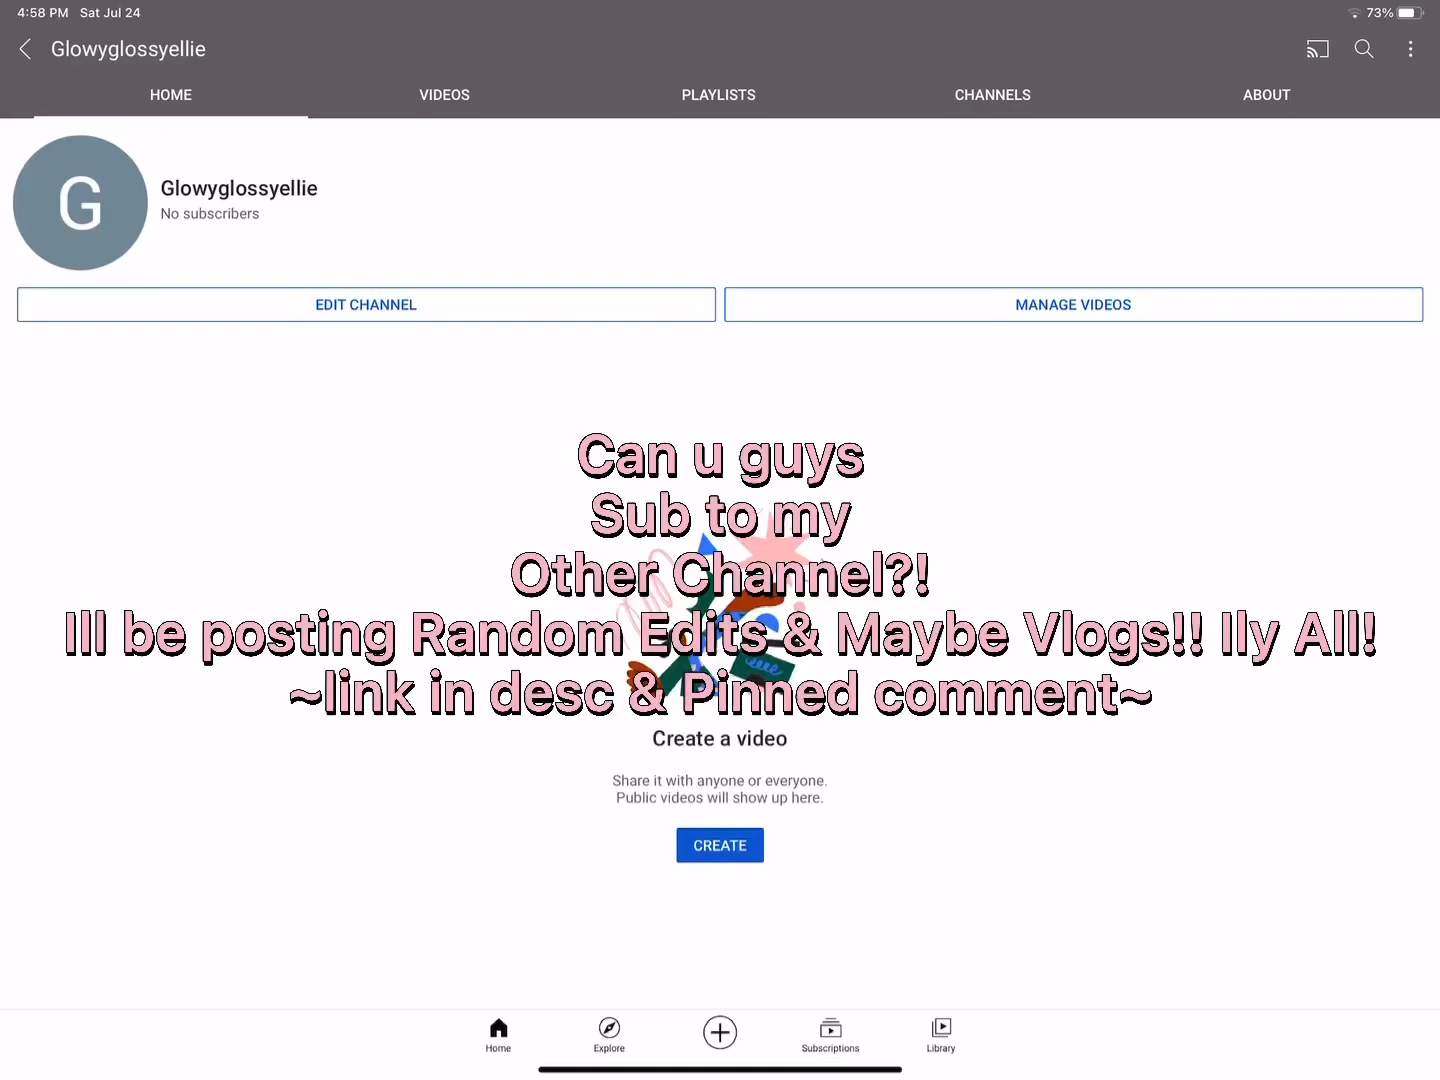 4:58 PM Sat Jul 24
73%
Glowyglossyellie
HOME VIDEOS PLAYLISTS CHANNELS ABOUT
G
Glowyglossyellie
No subscribers
EDIT CHANNEL MANAGE VIDEOS
Can u guys
Sub to my
Other Channel?!
Ill be posting Random Edits & Maybe Vlogs!! Ily All!
~link in desc & Pinned comment~
Create a video
Share it with anyone or everyone.
Public videos will show up here.
CREATE
Home Explore Subscriptions Library